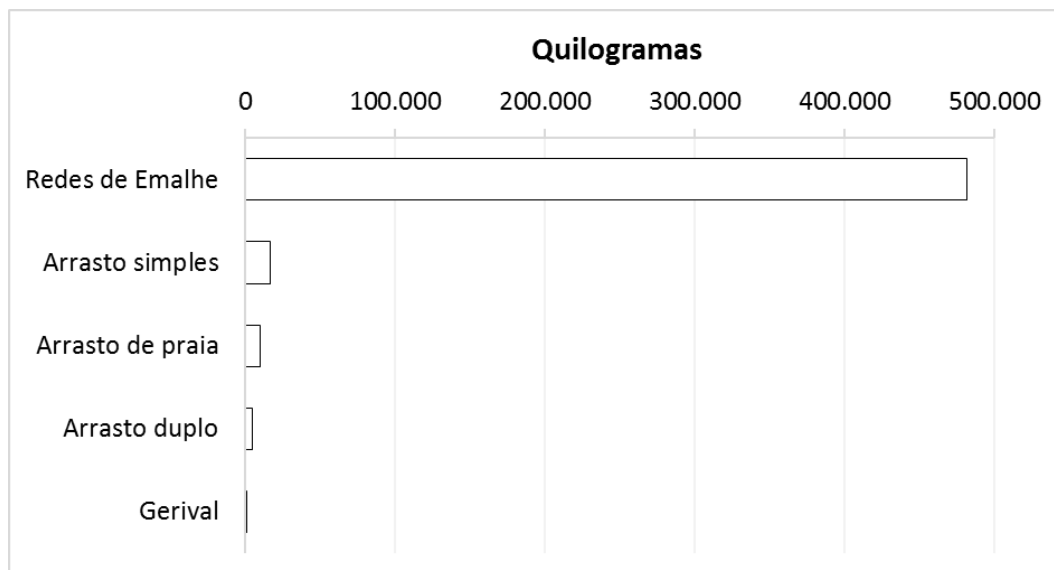 Quilogramas
0 100.000 200.000 300.000 400.000 500.000
Redes de Emalhe
Arrasto simples
Arrasto de praia
Arrasto duplo
Gerival